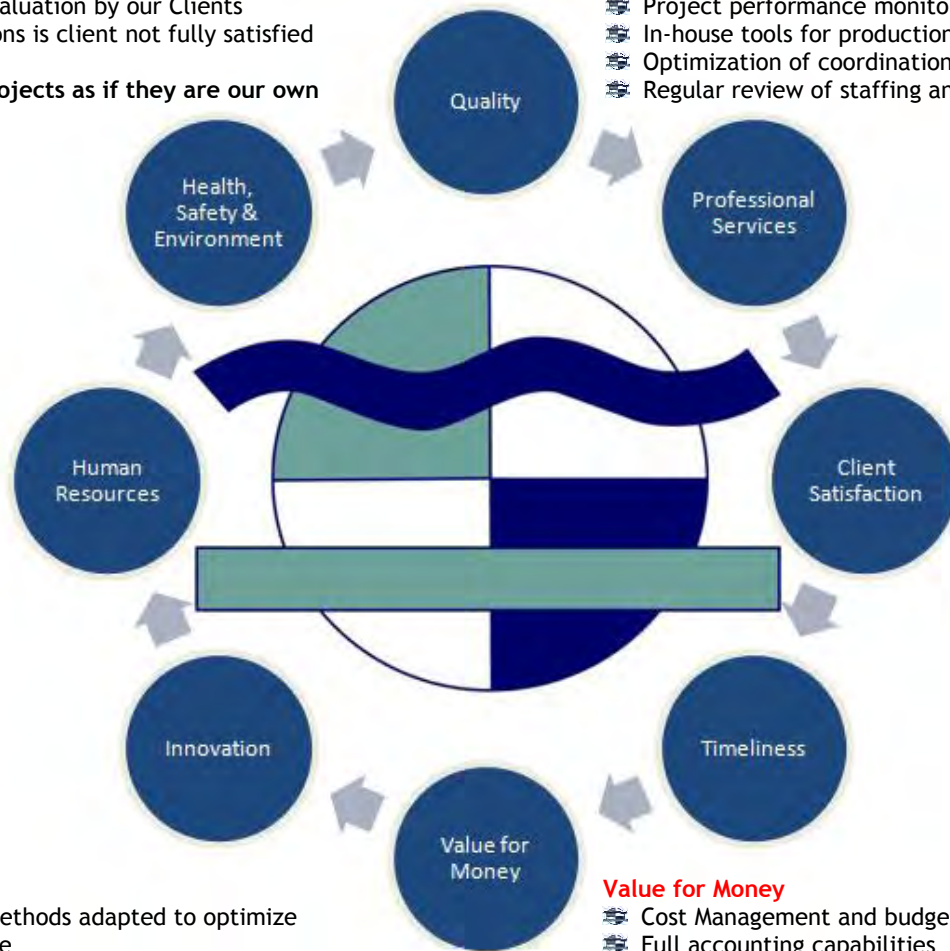 aluation by our Clients
ons is client not fully satisfied
ojects as if they are our own
Project performance monito
In-house tools for production
Optimization of coordination
Regular review of staffing an
Quality
Professional
Services
Client
Satisfaction
Timeliness
Value for
Money
Innovation
Human
Resources
Health,
Safety &
Environment
ethods adapted to optimize
e
Value for Money
Cost Management and budge
Full accounting capabilities